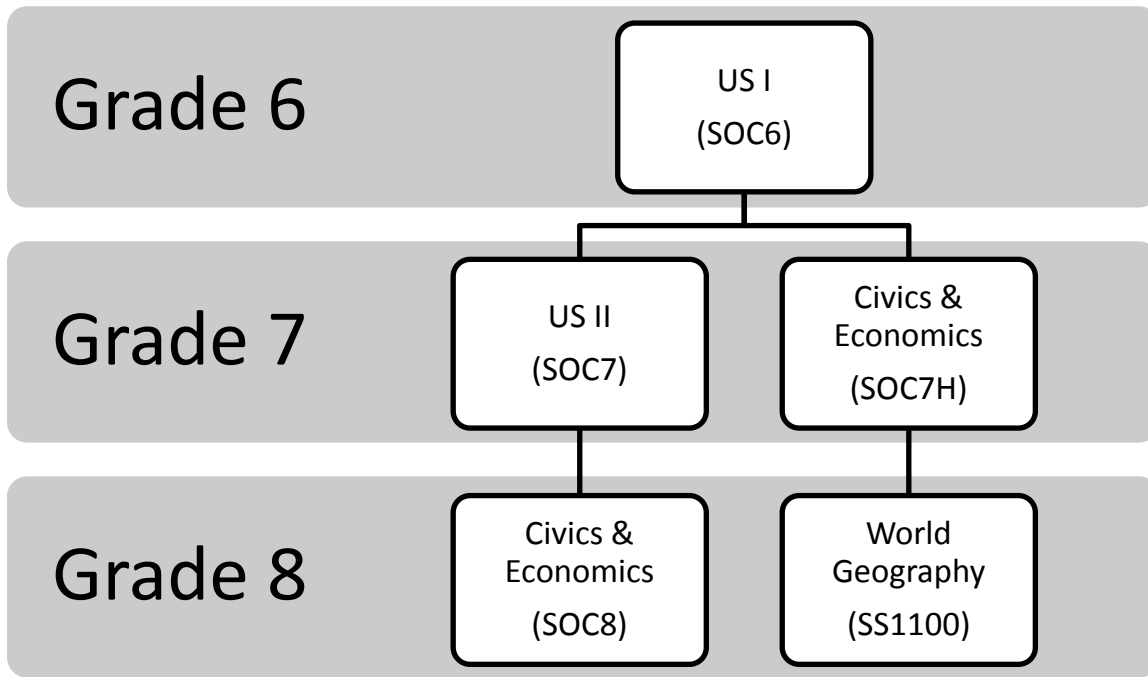 Grade 6
US I
(SOC6)
Grade 7
US II
(SOC7)
Civics &
Economics
(SOC7H)
Grade 8
Civics &
Economics
(SOC8)
World
Geography
(SS1100)